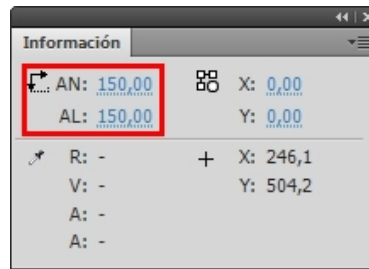 Información
AN: 150,00 X: 0,00
AL: 150,00 Y: 0,00
R: - X: 246,1
V: - Y: 504,2
A: -
A: -